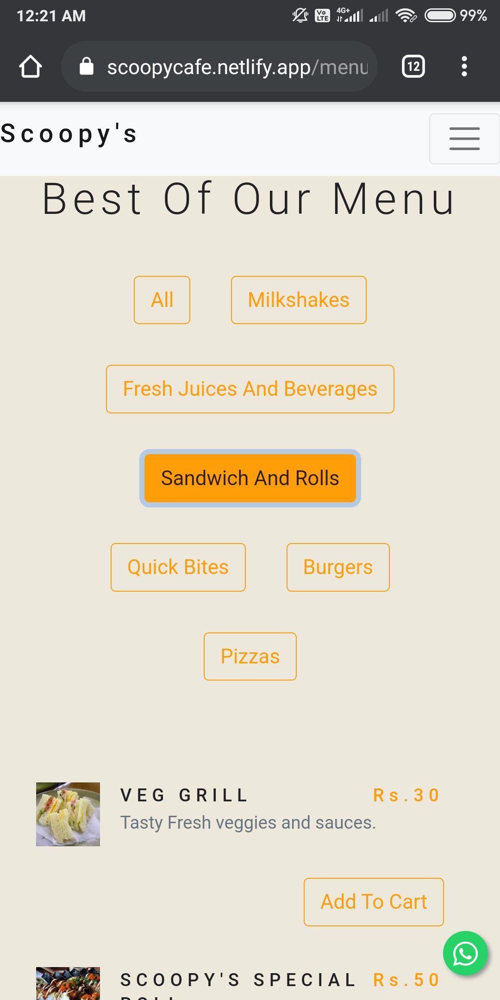 12:21 AM
Vo LTE
4G+
99%
scoopycafe.netlify.app/menu
12
Scoopy's
Best Of Our Menu
All
Milkshakes
Fresh Juices And Beverages
Sandwich And Rolls
Quick Bites
Burgers
Pizzas
VEG GRILL Rs.30
Tasty Fresh veggies and sauces.
Add To Cart
SCOOPY'S SPECIAL Rs.50